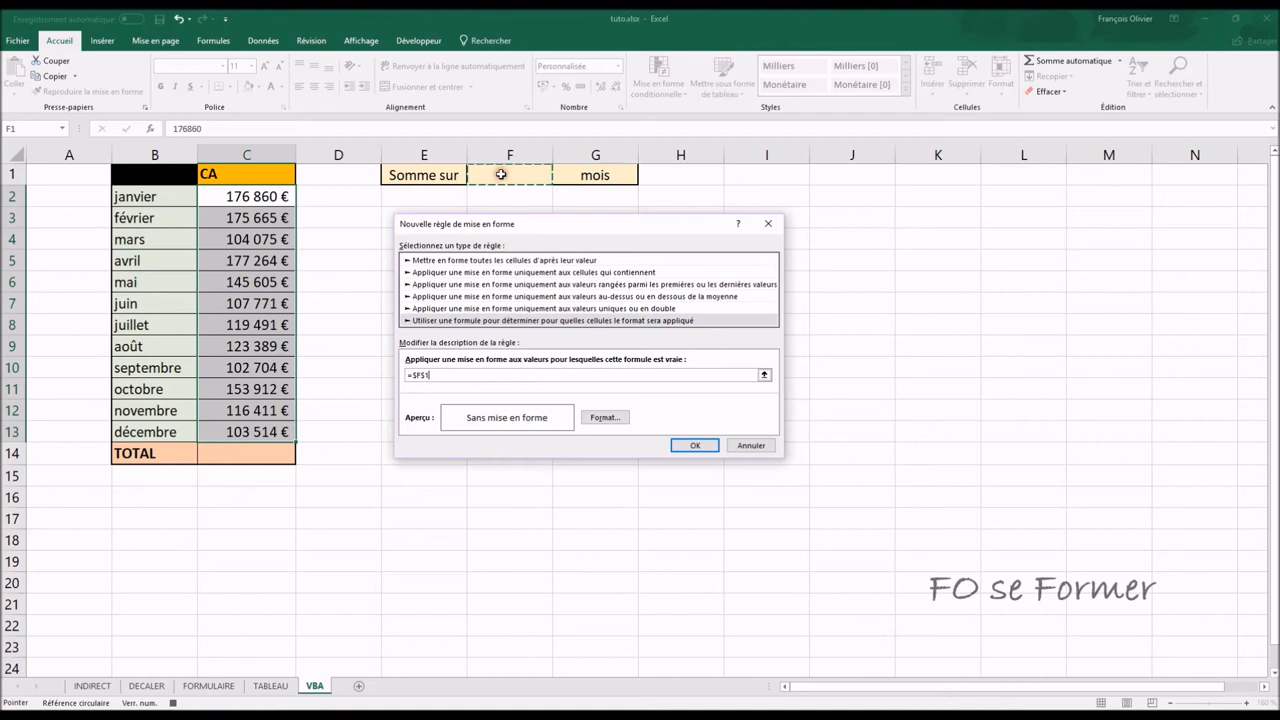 Enregistrement automatique
tuto.xlsx - Excel
François Olivier
Fichier Accueil Insérer Mise en page Formules Données Révision Affichage Développeur Rechercher Partager
Coller
Couper
Copier
Reproduire la mise en forme
Presse-papiers
11
G I S
Police
Renvoyer à la ligne automatiquement
Fusionner et centrer
Alignement
Personnalisée
% 000
Nombre
Mise en forme conditionnelle
Mettre sous forme de tableau
Milliers Milliers [0]
Monétaire Monétaire [0]
Styles
Insérer Supprimer Format
Cellules
Somme automatique
Recopier
Effacer
Trier et filtrer
Rechercher et sélectionner
Édition
F1 fx 176860
A B C D E F G H I J K L M N
1 CA Somme sur mois
2 janvier 176 860 €
3 février 175 665 €
4 mars 104 075 €
5 avril 177 264 €
6 mai 145 605 €
7 juin 107 771 €
8 juillet 119 491 €
9 août 123 389 €
10 septembre 102 704 €
11 octobre 153 912 €
12 novembre 116 411 €
13 décembre 103 514 €
14 TOTAL
15
16
17
18
19
20
21
22
23
24
Nouvelle règle de mise en forme ?
Sélectionnez un type de règle :
► Mettre en forme toutes les cellules d'après leur valeur
► Appliquer une mise en forme uniquement aux cellules qui contiennent
► Appliquer une mise en forme uniquement aux valeurs rangées parmi les premières ou les dernières valeurs
► Appliquer une mise en forme uniquement aux valeurs au-dessus ou en dessous de la moyenne
► Appliquer une mise en forme uniquement aux valeurs uniques ou en double
► Utiliser une formule pour déterminer pour quelles cellules le format sera appliqué
Modifier la description de la règle :
Appliquer une mise en forme aux valeurs pour lesquelles cette formule est vraie :
=$F$1
Aperçu : Sans mise en forme Format...
OK Annuler
FO se Former
INDIRECT DECALER FORMULAIRE TABLEAU VBA
Pointer Référence circulaire Verr. num. 160 %